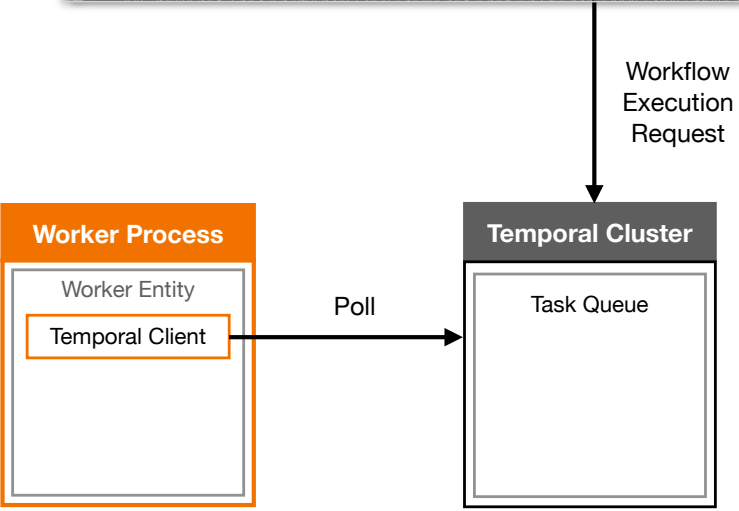 Workflow
Execution
Request
Worker Process
Temporal Cluster
Worker Entity
Task Queue
Poll
Temporal Client